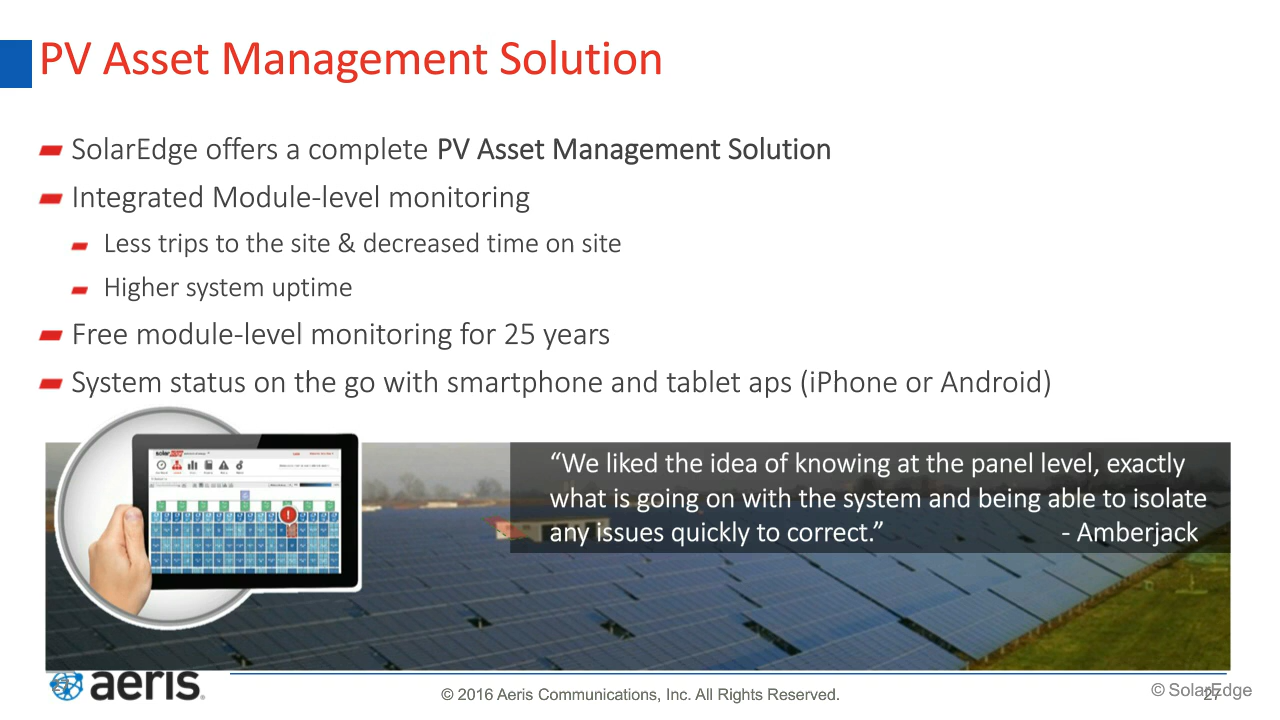 PV Asset Management Solution
SolarEdge offers a complete PV Asset Management Solution
Integrated Module-level monitoring
Less trips to the site & decreased time on site
Higher system uptime
Free module-level monitoring for 25 years
System status on the go with smartphone and tablet aps (iPhone or Android)
solaredge
“We liked the idea of knowing at the panel level, exactly
what is going on with the system and being able to isolate
any issues quickly to correct.” - Amberjack
aeris
© 2016 Aeris Communications, Inc. All Rights Reserved.
© SolarEdge
27